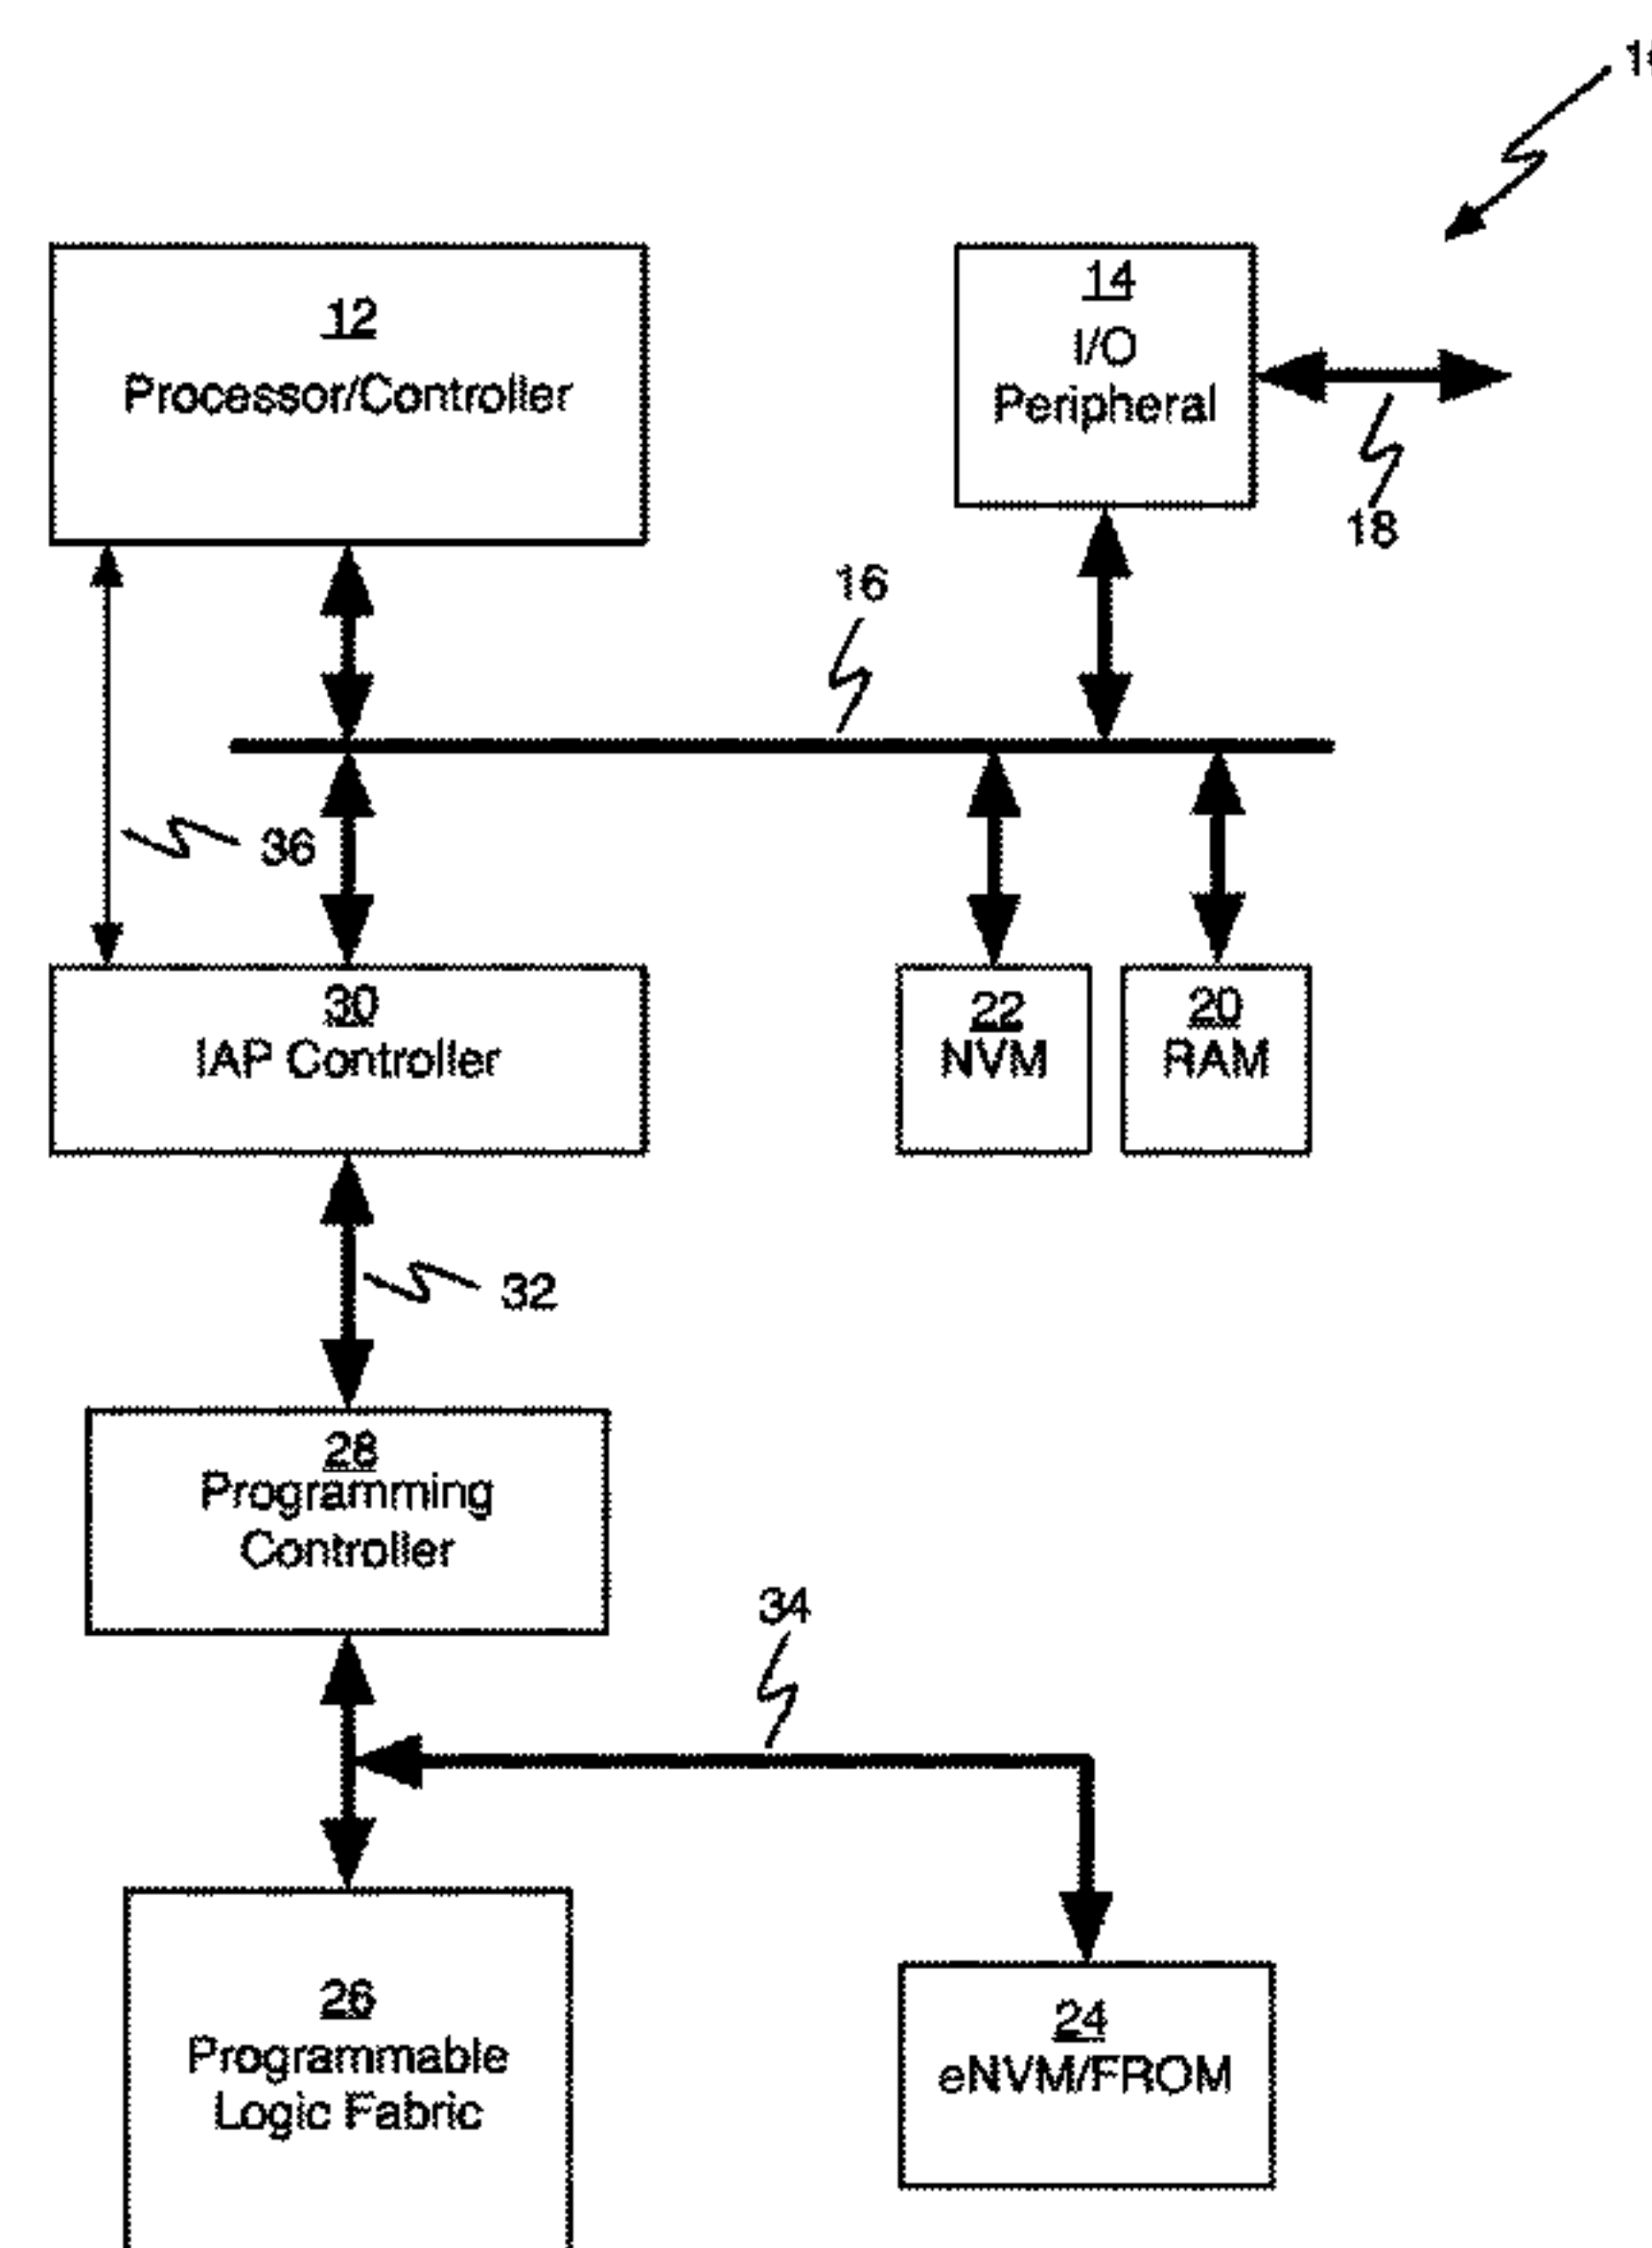 12
Processor/Controller
14
I/O
Peripheral
18
16
36
30
IAP Controller
22
NVM
20
RAM
32
28
Programming
Controller
34
26
Programmable
Logic Fabric
24
eNVM/FROM